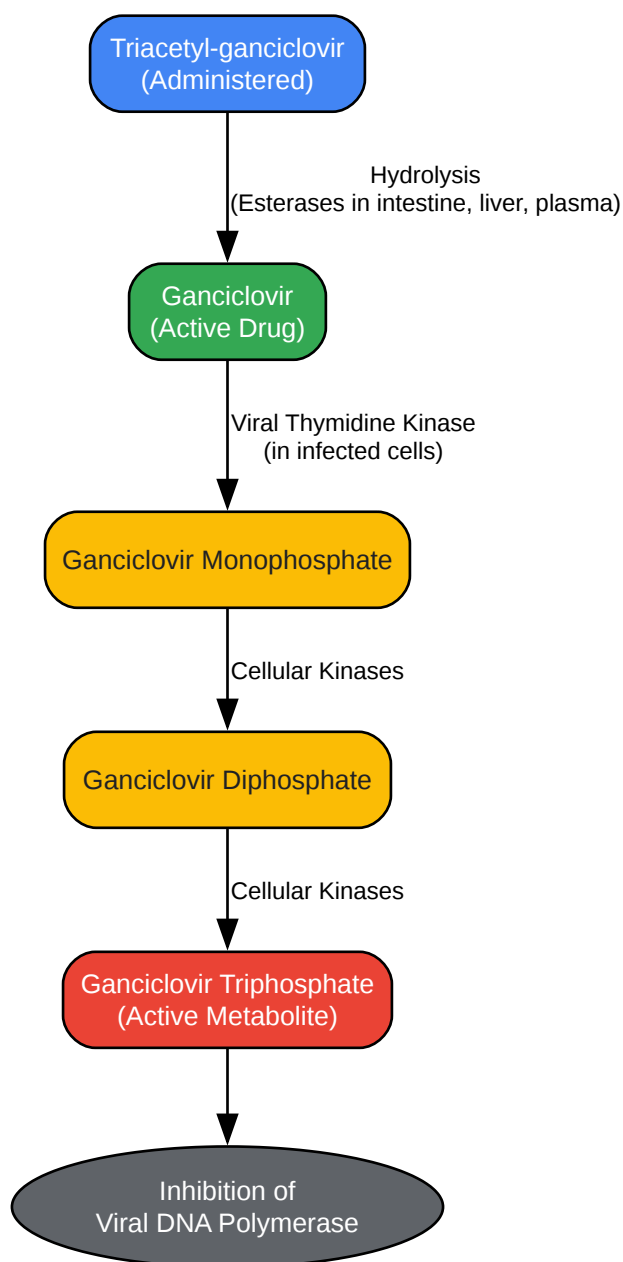 Triacetyl-ganciclovir
(Administered)
Hydrolysis
(Esterases in intestine, liver, plasma)
Ganciclovir
(Active Drug)
Viral Thymidine Kinase
(in infected cells)
Ganciclovir Monophosphate
Cellular Kinases
Ganciclovir Diphosphate
Cellular Kinases
Ganciclovir Triphosphate
(Active Metabolite)
Inhibition of
Viral DNA Polymerase